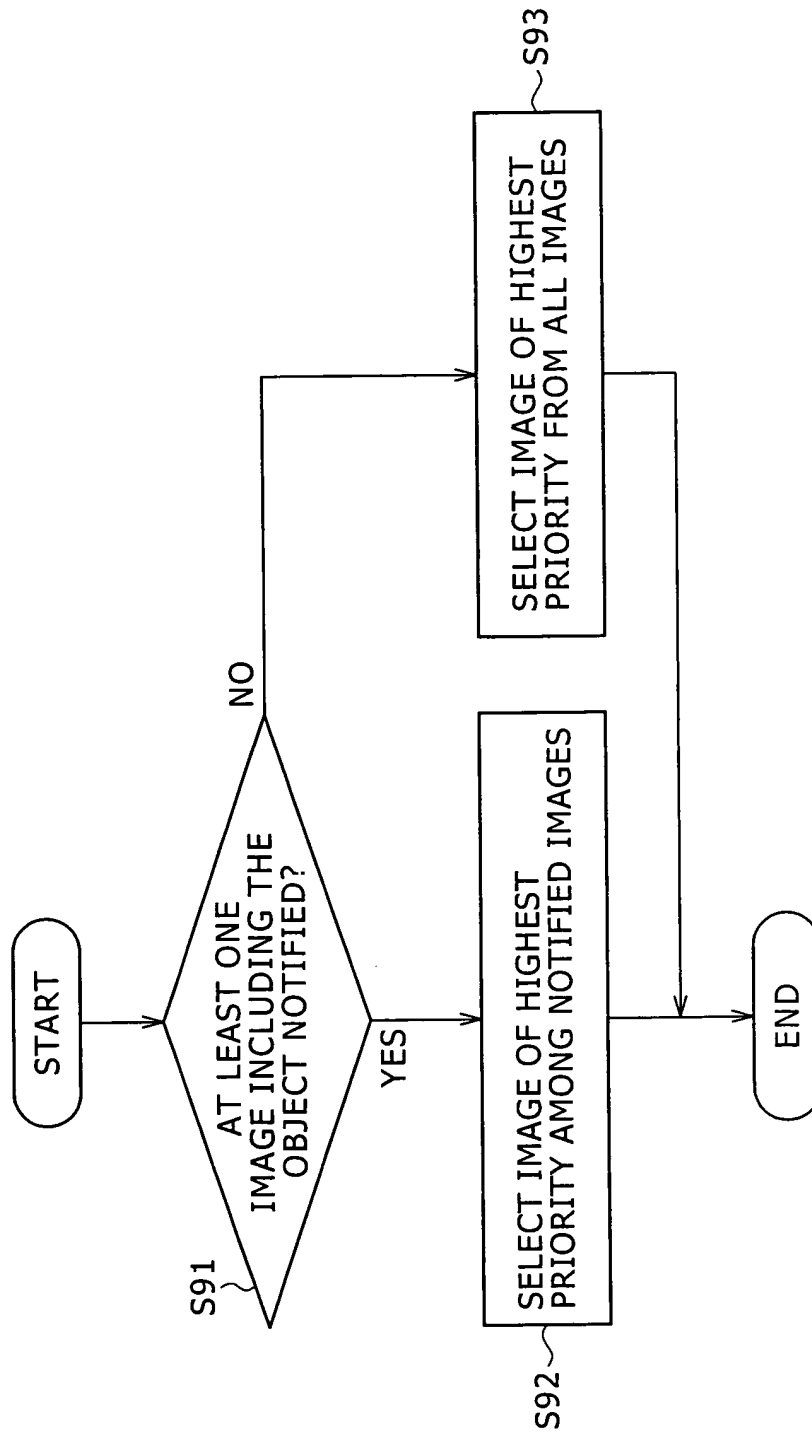 START
AT LEAST ONE
IMAGE INCLUDING THE
OBJECT NOTIFIED?
S91
NO
YES
SELECT IMAGE OF HIGHEST
PRIORITY AMONG NOTIFIED IMAGES
S92
SELECT IMAGE OF HIGHEST
PRIORITY FROM ALL IMAGES
S93
END